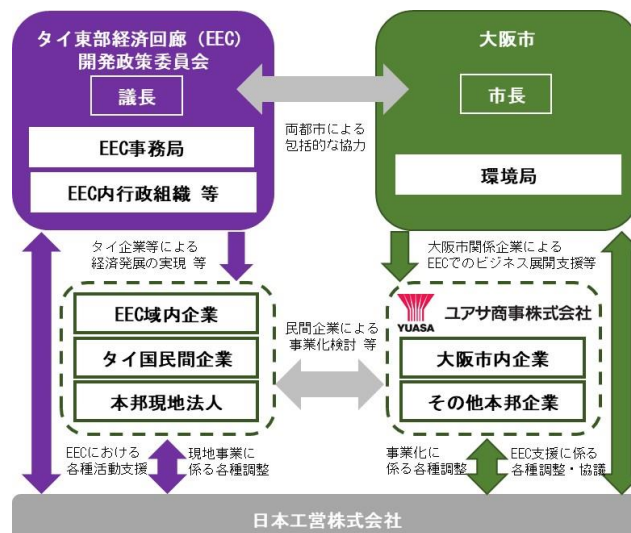 タイ東部経済回廊（EEC）
開発政策委員会
議長
EEC事務局
EEC内行政組織 等
大阪市
市長
環境局
両都市による
包括的な協力
タイ企業等による
経済発展の実現 等
大阪市関係企業による
EECでのビジネス展開支援等
EEC域内企業
タイ国民間企業
本邦現地法人
民間企業による
事業化検討 等
YUASA
ユアサ商事株式会社
大阪市内企業
その他本邦企業
EECにおける
各種活動支援
現地事業に
係る各種調整
事業化に
係る各種調整
EEC支援に係る
各種調整・協議
日本工営株式会社